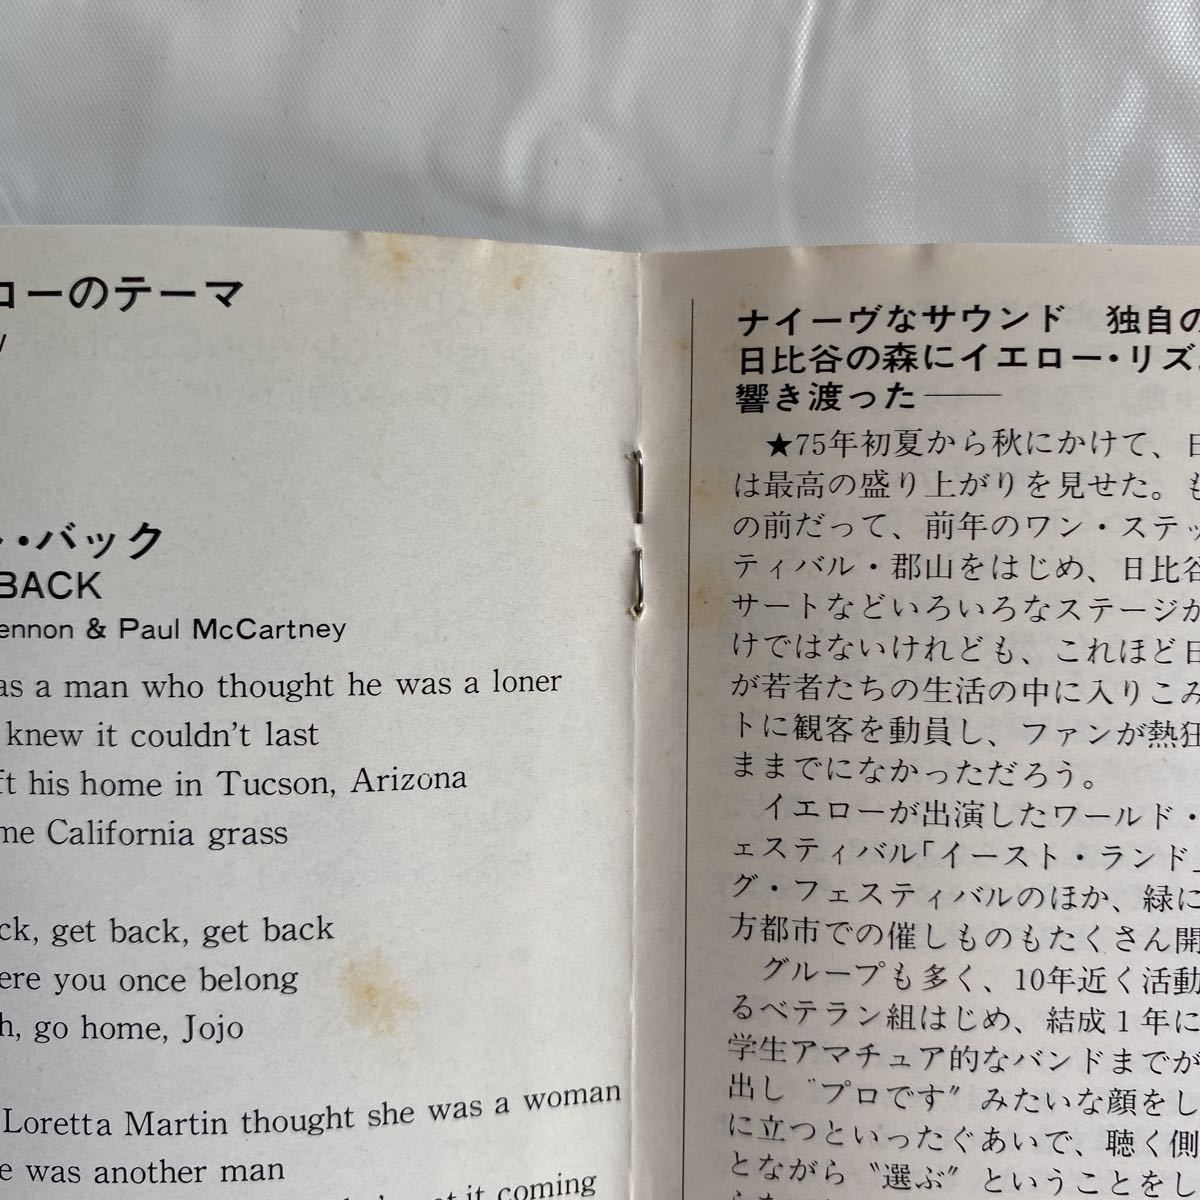 ローのテーマ
・バック
BACK
ennon & Paul McCartney
as a man who thought he was a loner
knew it couldn't last
ft his home in Tucson, Arizona
me California grass
ck, get back, get back
ere you once belong
h, go home, Jojo
Loretta Martin thought she was a woman
e was another man
got it coming
ナイーヴなサウンド　独自の
日比谷の森にイエロー・リズ
響き渡った——
★75年初夏から秋にかけて、日
は最高の盛り上がりを見せた。も
の前だって、前年のワン・ステッ
ティバル・郡山をはじめ、日比谷
サートなどいろいろなステージが
けではないけれども、これほど日
が若者たちの生活の中に入りこみ
トに観客を動員し、ファンが熱狂
ままでになかっただろう。
イエローが出演したワールド・
ェスティバル「イースト・ランド」
グ・フェスティバルのほか、緑に
方都市での催しものもたくさん開
グループも多く、10年近く活動
るベテラン組はじめ、結成１年に
学生アマチュア的なバンドまでが
出し〝プロです〟みたいな顔をし
に立つといったぐあいで、聴く側
とながら〝選ぶ〟ということをし